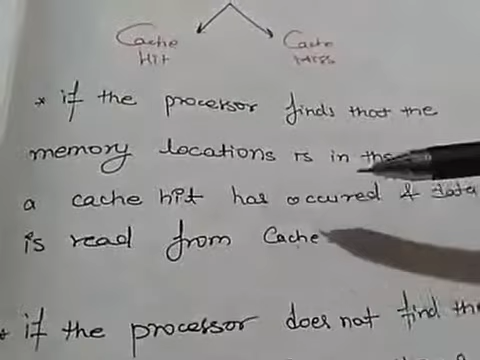 Cache Cache
Hit Miss
* if the processor finds that the
memory locations is in the
a cache hit has occured & data
is read from Cache
* if the processor does not find the